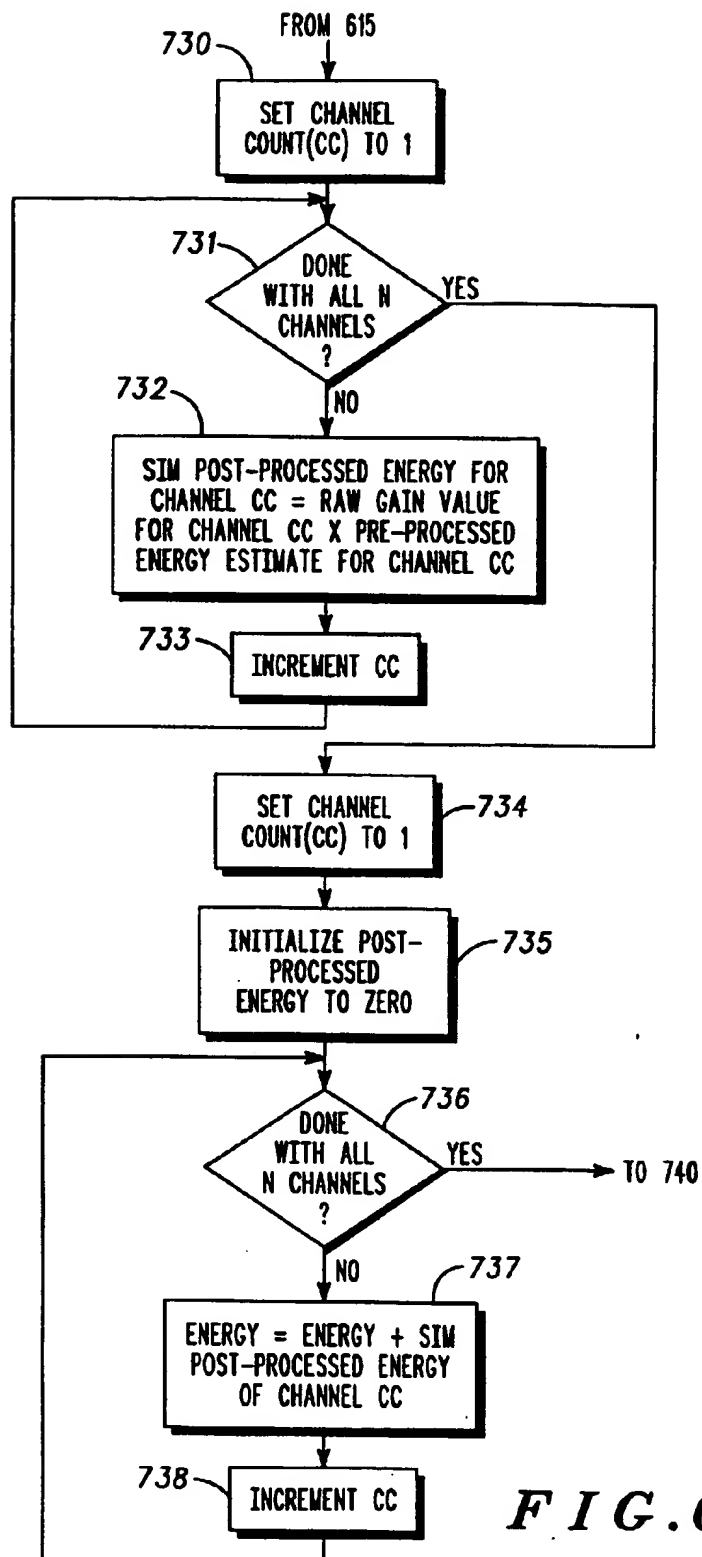 FROM 615
730
SET CHANNEL
COUNT(CC) TO 1
731
DONE
WITH ALL N
CHANNELS
?
YES
NO
732
SIM POST-PROCESSED ENERGY FOR
CHANNEL CC = RAW GAIN VALUE
FOR CHANNEL CC X PRE-PROCESSED
ENERGY ESTIMATE FOR CHANNEL CC
733
INCREMENT CC
SET CHANNEL
COUNT(CC) TO 1
734
INITIALIZE POST-
PROCESSED
ENERGY TO ZERO
735
736
DONE
WITH ALL
N CHANNELS
?
YES
TO 740
NO
737
ENERGY = ENERGY + SIM
POST-PROCESSED ENERGY
OF CHANNEL CC
738
INCREMENT CC
FIG.